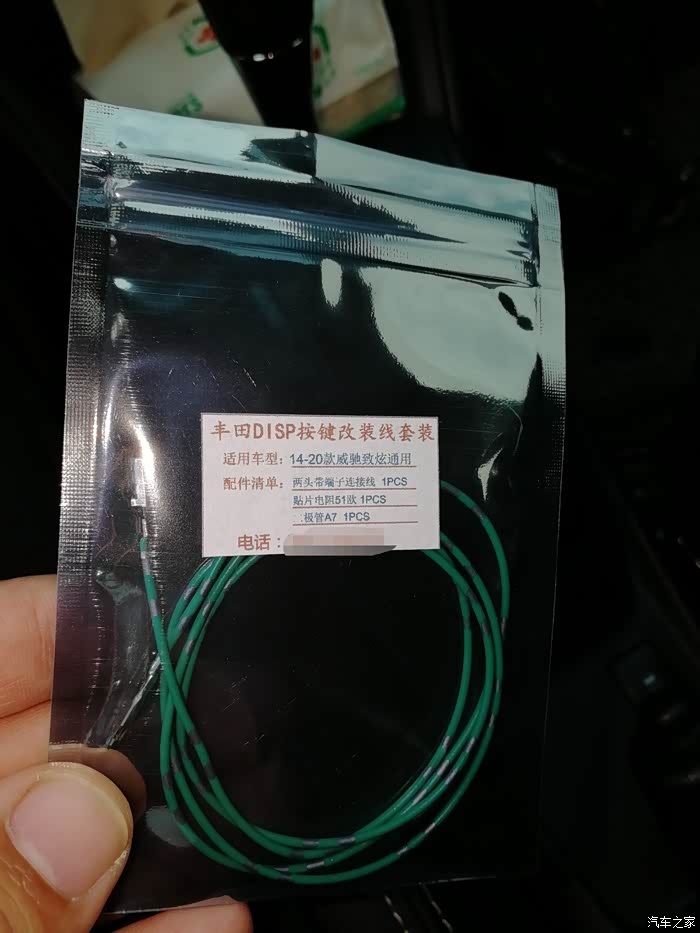 丰田DISP按键改装线套装
适用车型：14-20款威驰致炫通用
配件清单：两头带端子连接线 1PCS
贴片电阻51欧 1PCS
二极管A7 1PCS
电话：
汽车之家